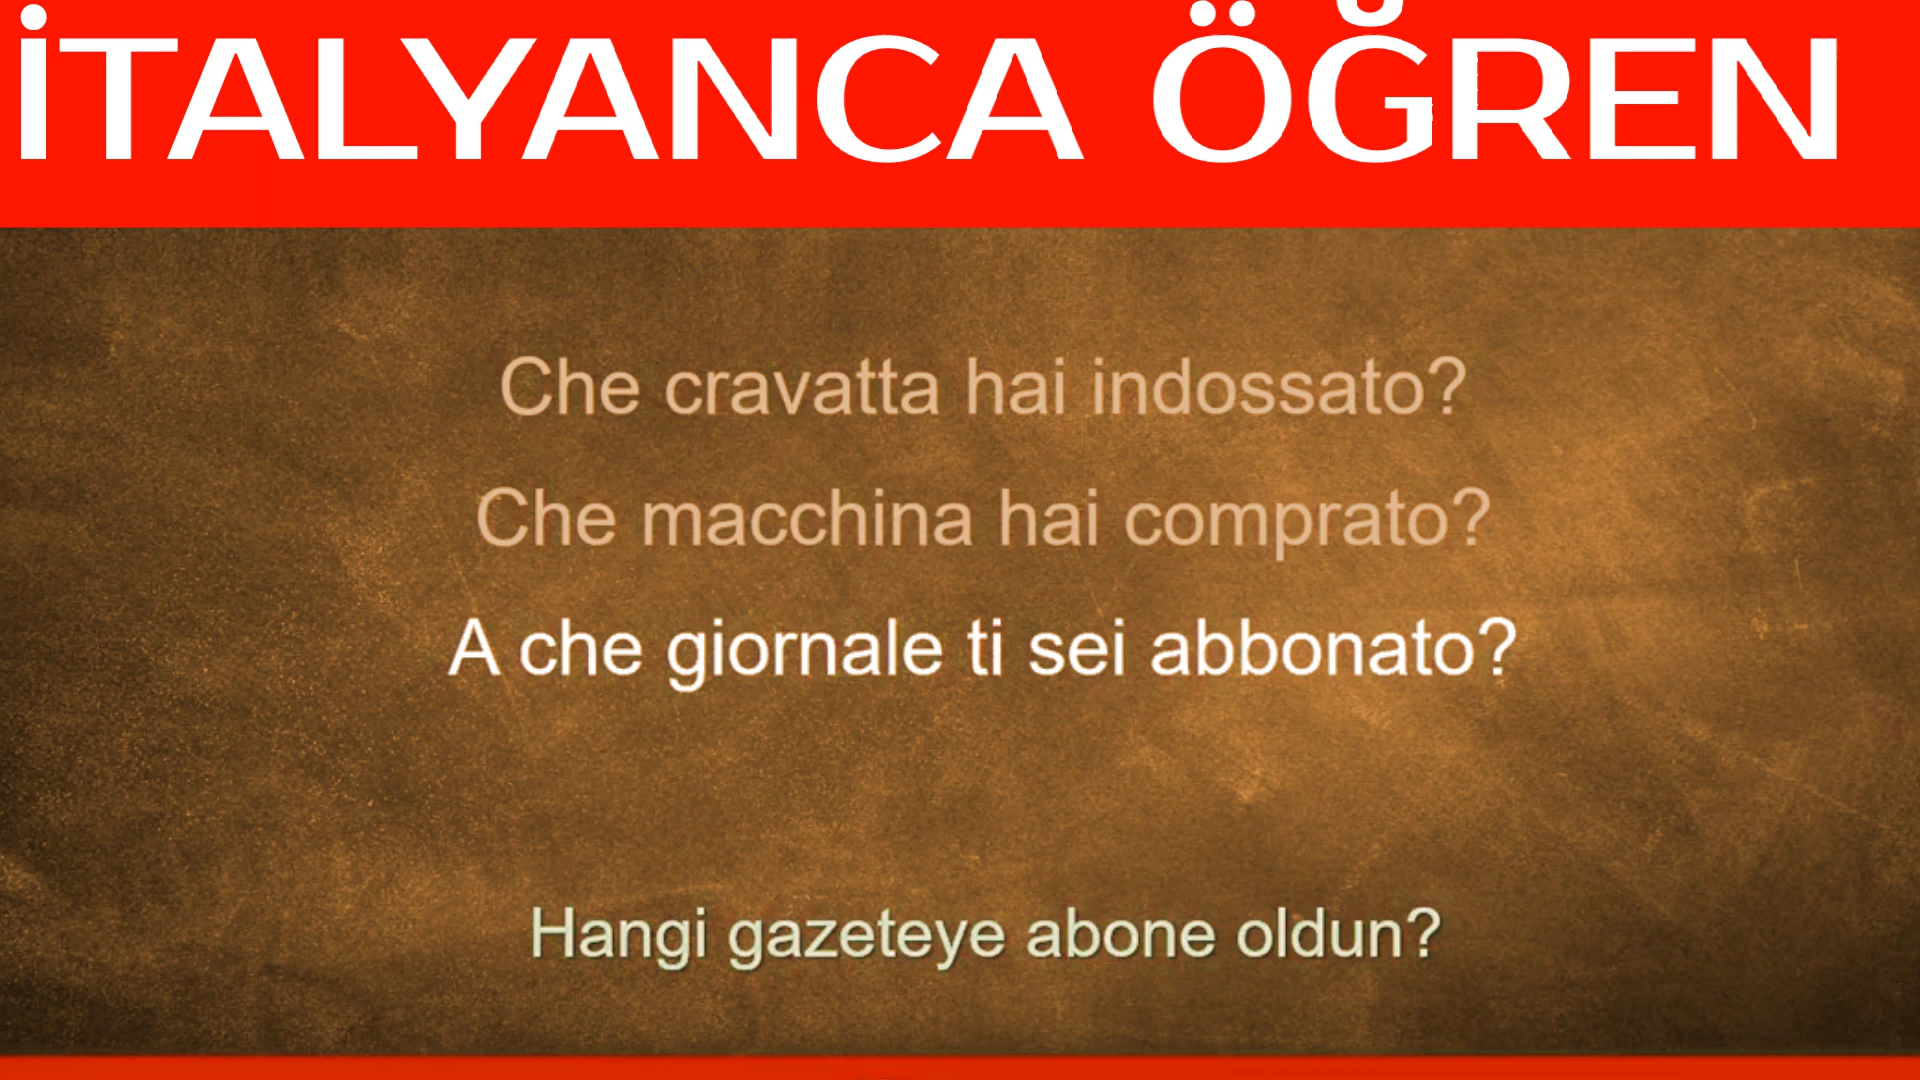 İTALYANCA ÖĞREN
Che cravatta hai indossato?
Che macchina hai comprato?
A che giornale ti sei abbonato?
Hangi gazeteye abone oldun?